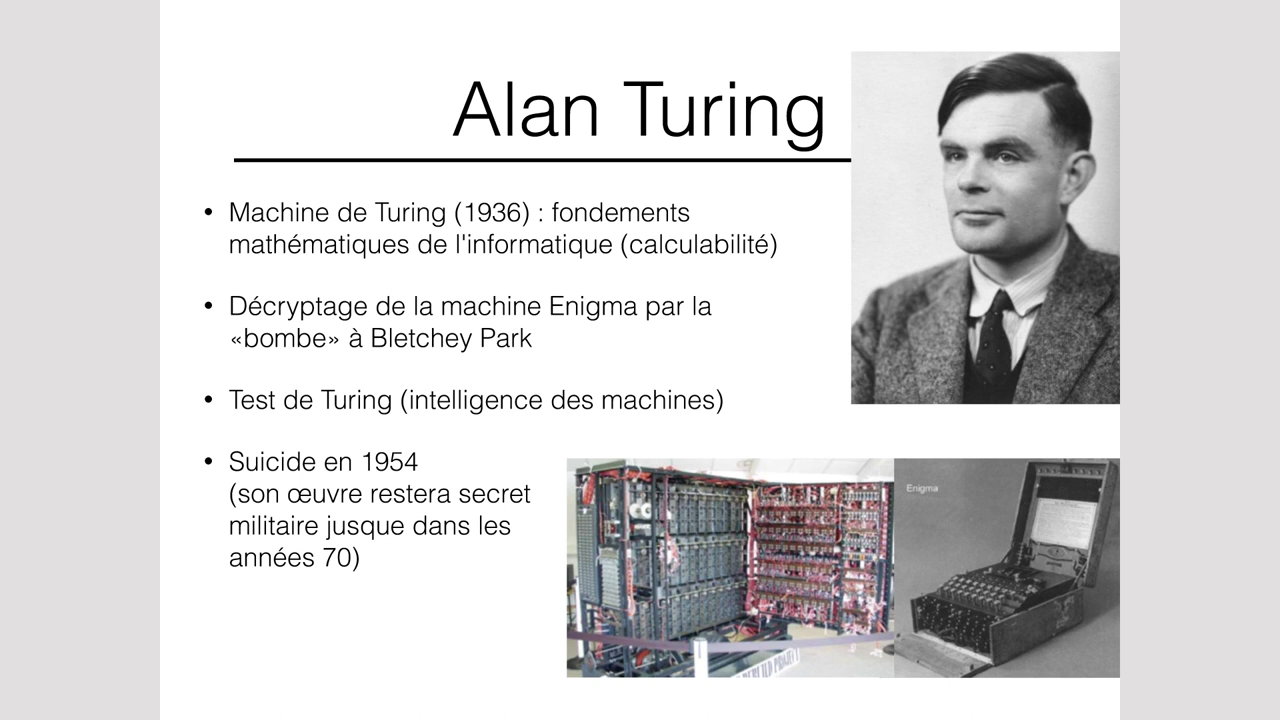 Alan Turing
• Machine de Turing (1936) : fondements
mathématiques de l'informatique (calculabilité)
• Décryptage de la machine Enigma par la
«bombe» à Bletchey Park
• Test de Turing (intelligence des machines)
• Suicide en 1954
(son œuvre restera secret
militaire jusque dans les
années 70)
Enigma
REBUILD PROJECT